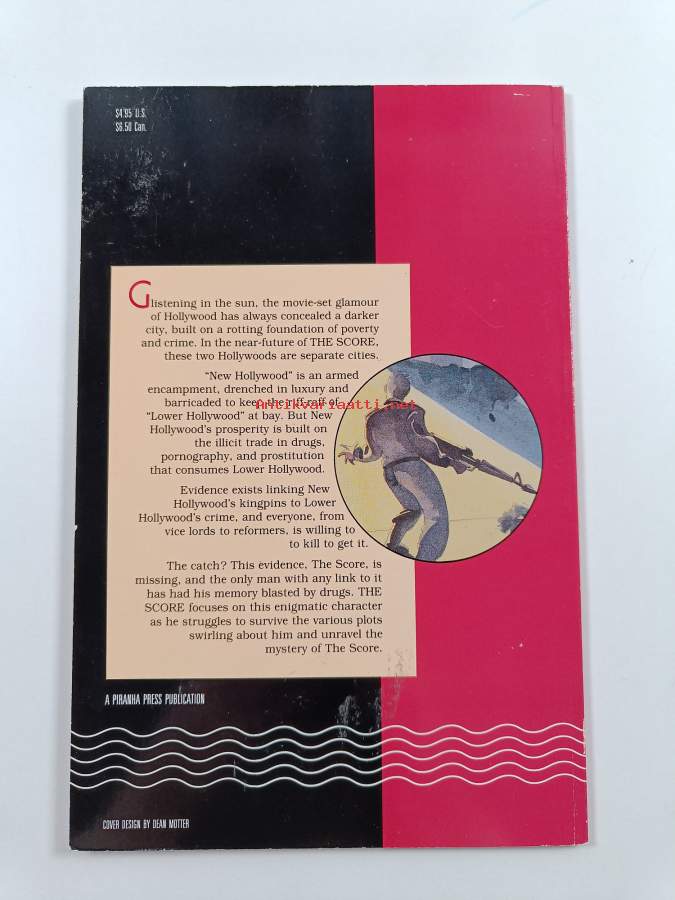 $4.95 U.S.
$6.50 Can.
Glistening in the sun, the movie-set glamour
of Hollywood has always concealed a darker
city, built on a rotting foundation of poverty
and crime. In the near-future of THE SCORE,
these two Hollywoods are separate cities.
“New Hollywood” is an armed
encampment, drenched in luxury and
barricaded to keep the riff-raff of
“Lower Hollywood” at bay. But New
Hollywood's prosperity is built on
the illicit trade in drugs,
pornography, and prostitution
that consumes Lower Hollywood.
Evidence exists linking New
Hollywood's kingpins to Lower
Hollywood's crime, and everyone, from
vice lords to reformers, is willing to
to kill to get it.
The catch? This evidence, The Score, is
missing, and the only man with any link to it
has had his memory blasted by drugs. THE
SCORE focuses on this enigmatic character
as he struggles to survive the various plots
swirling about him and unravel the
mystery of The Score.
A PIRANHA PRESS PUBLICATION
COVER DESIGN BY DEAN MOTTER
Antikvariaatti.net